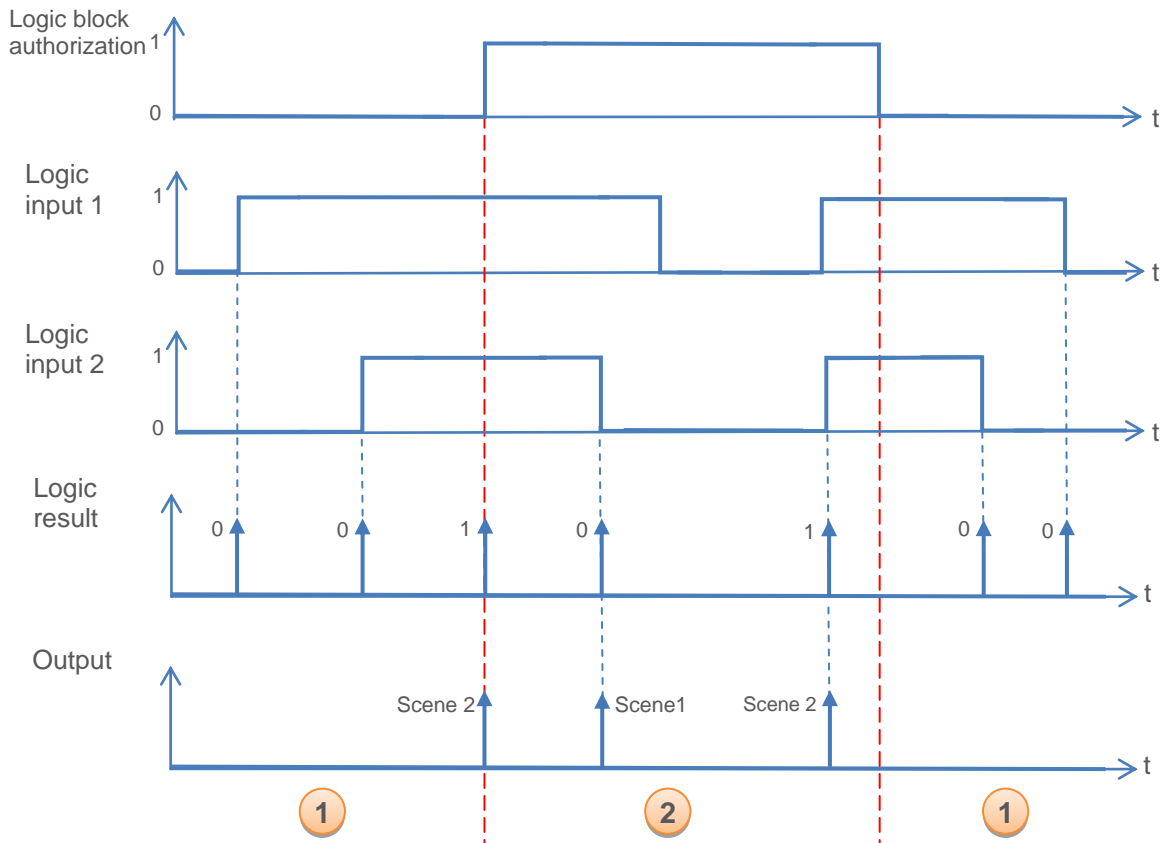 Logic block
authorization
1
0
t
Logic
input 1
1
0
t
Logic
input 2
1
0
t
Logic
result
0
0
1
0
1
0
0
t
Output
Scene 2
Scene1
Scene 2
t
1
2
1